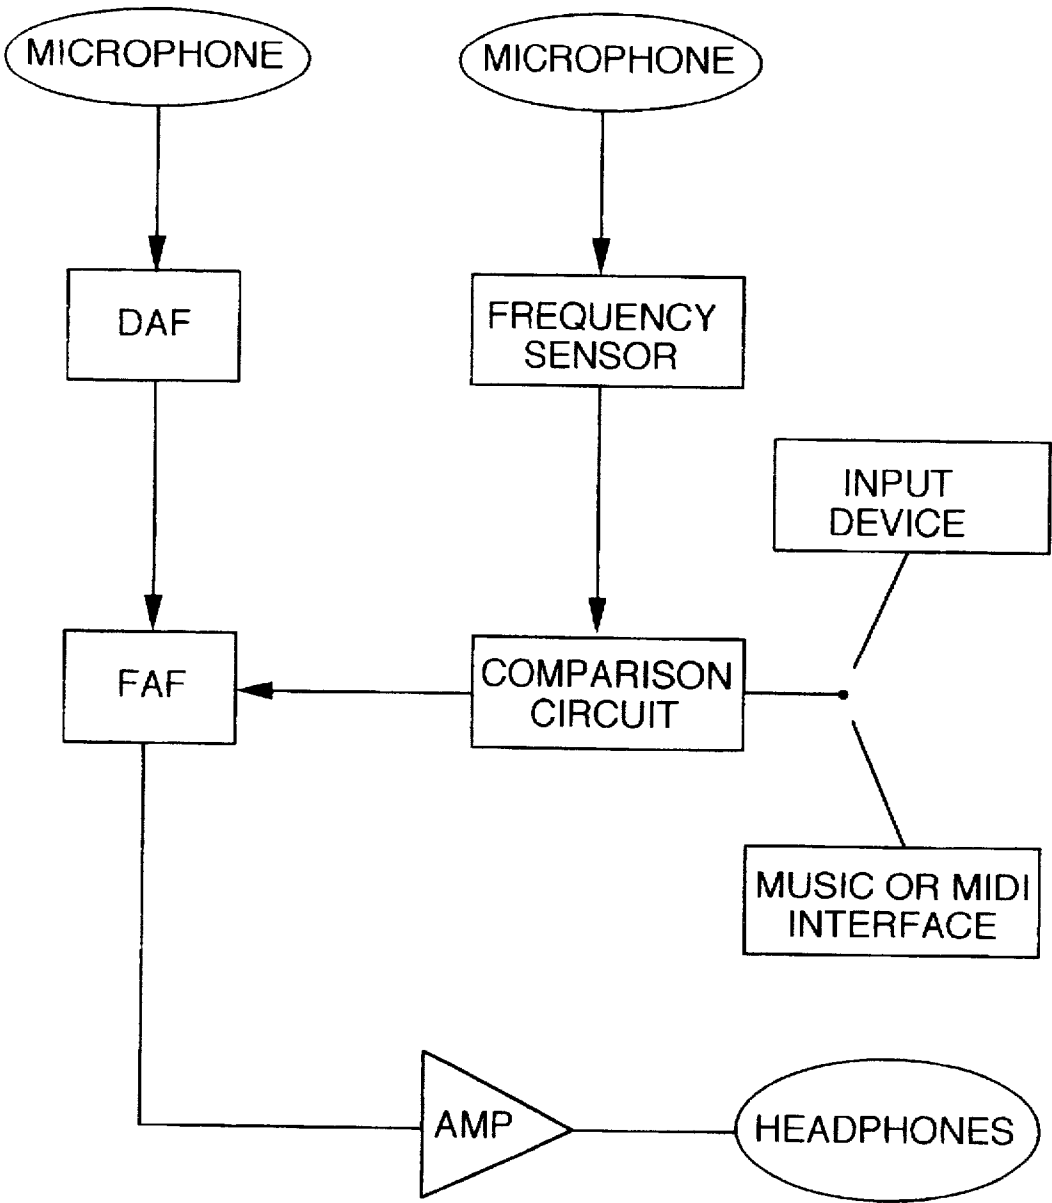 MICROPHONE
MICROPHONE
DAF
FREQUENCY
SENSOR
INPUT
DEVICE
FAF
COMPARISON
CIRCUIT
MUSIC OR MIDI
INTERFACE
AMP
HEADPHONES